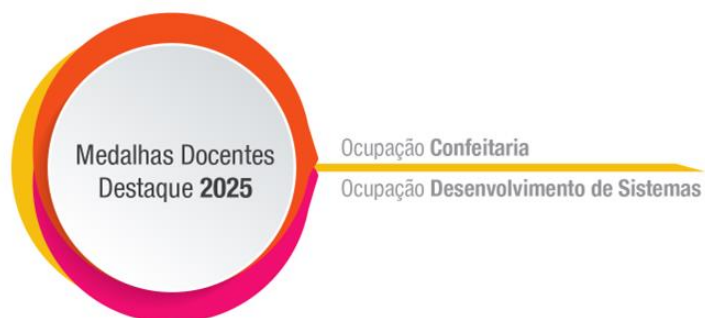 Medalhas Docentes
Destaque 2025
Ocupação Confeitaria
Ocupação Desenvolvimento de Sistemas